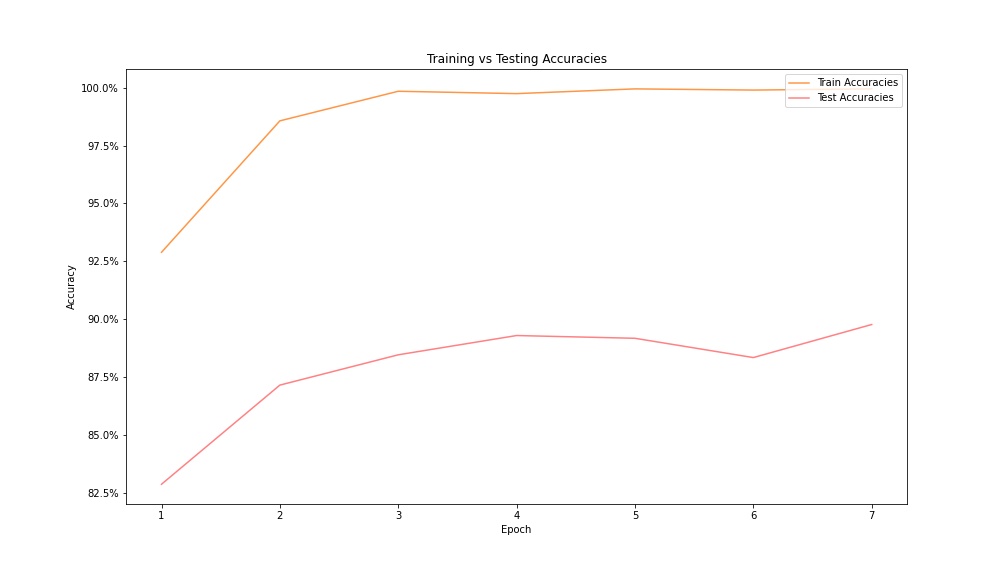 Training vs Testing Accuracies
Train Accuracies
Test Accuracies
100.0%
97.5%
95.0%
92.5%
90.0%
87.5%
85.0%
82.5%
Accuracy
1 2 3 4 5 6 7
Epoch